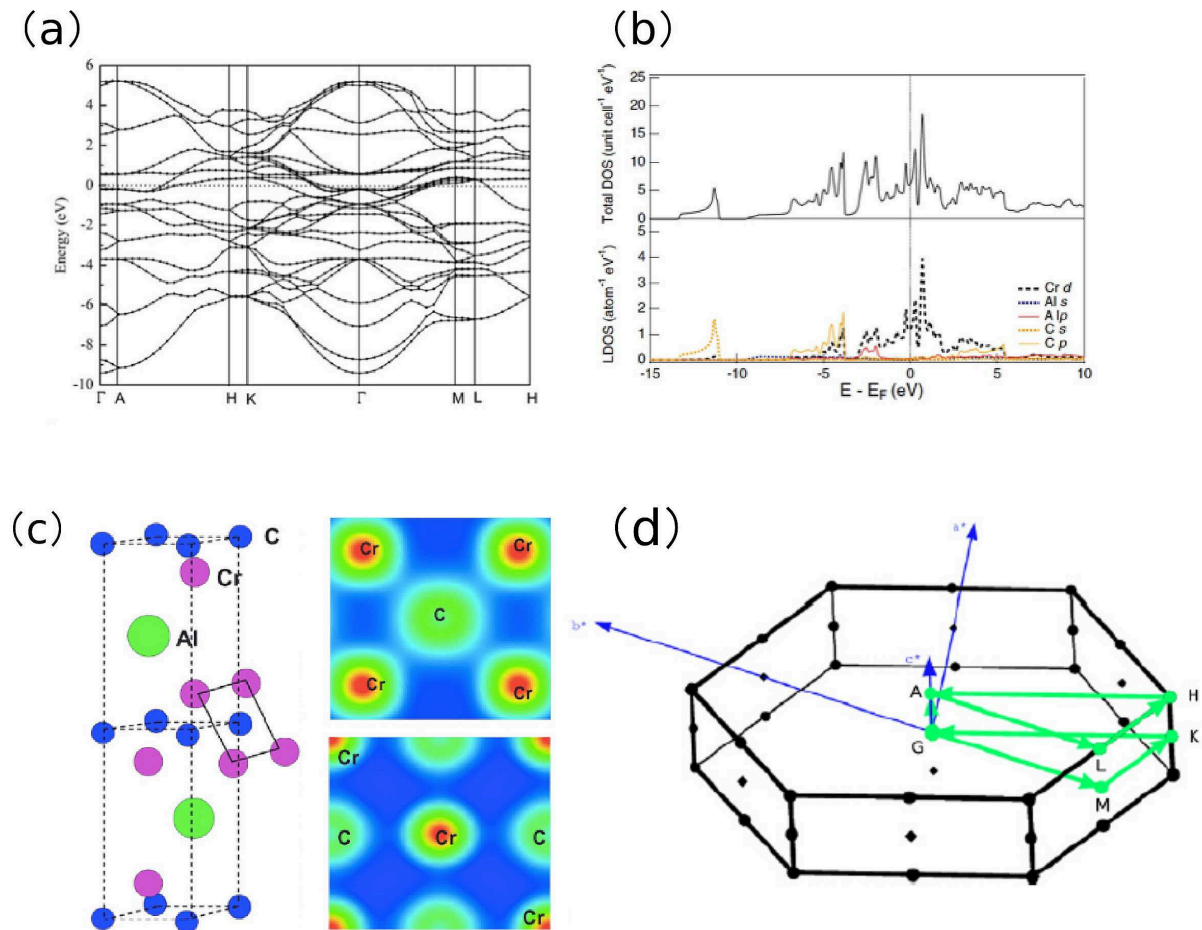 (a)
6
4
2
0
-2
-4
-6
-8
-10
Energy (eV)
Γ A H K Γ M L H
(b)
25
20
15
10
5
0
Total DOS (unit cell⁻¹ eV⁻¹)
5
4
3
2
1
0
LDOS (atom⁻¹ eV⁻¹)
Cr d
Al s
Al p
C s
C p
-15 -10 -5 0 5 10
E - E_F (eV)
(c)
C
Cr
Al
Cr Cr
C
Cr Cr
Cr
C Cr C
Cr
(d)
a*
b*
c*
A
H
G
K
L
M